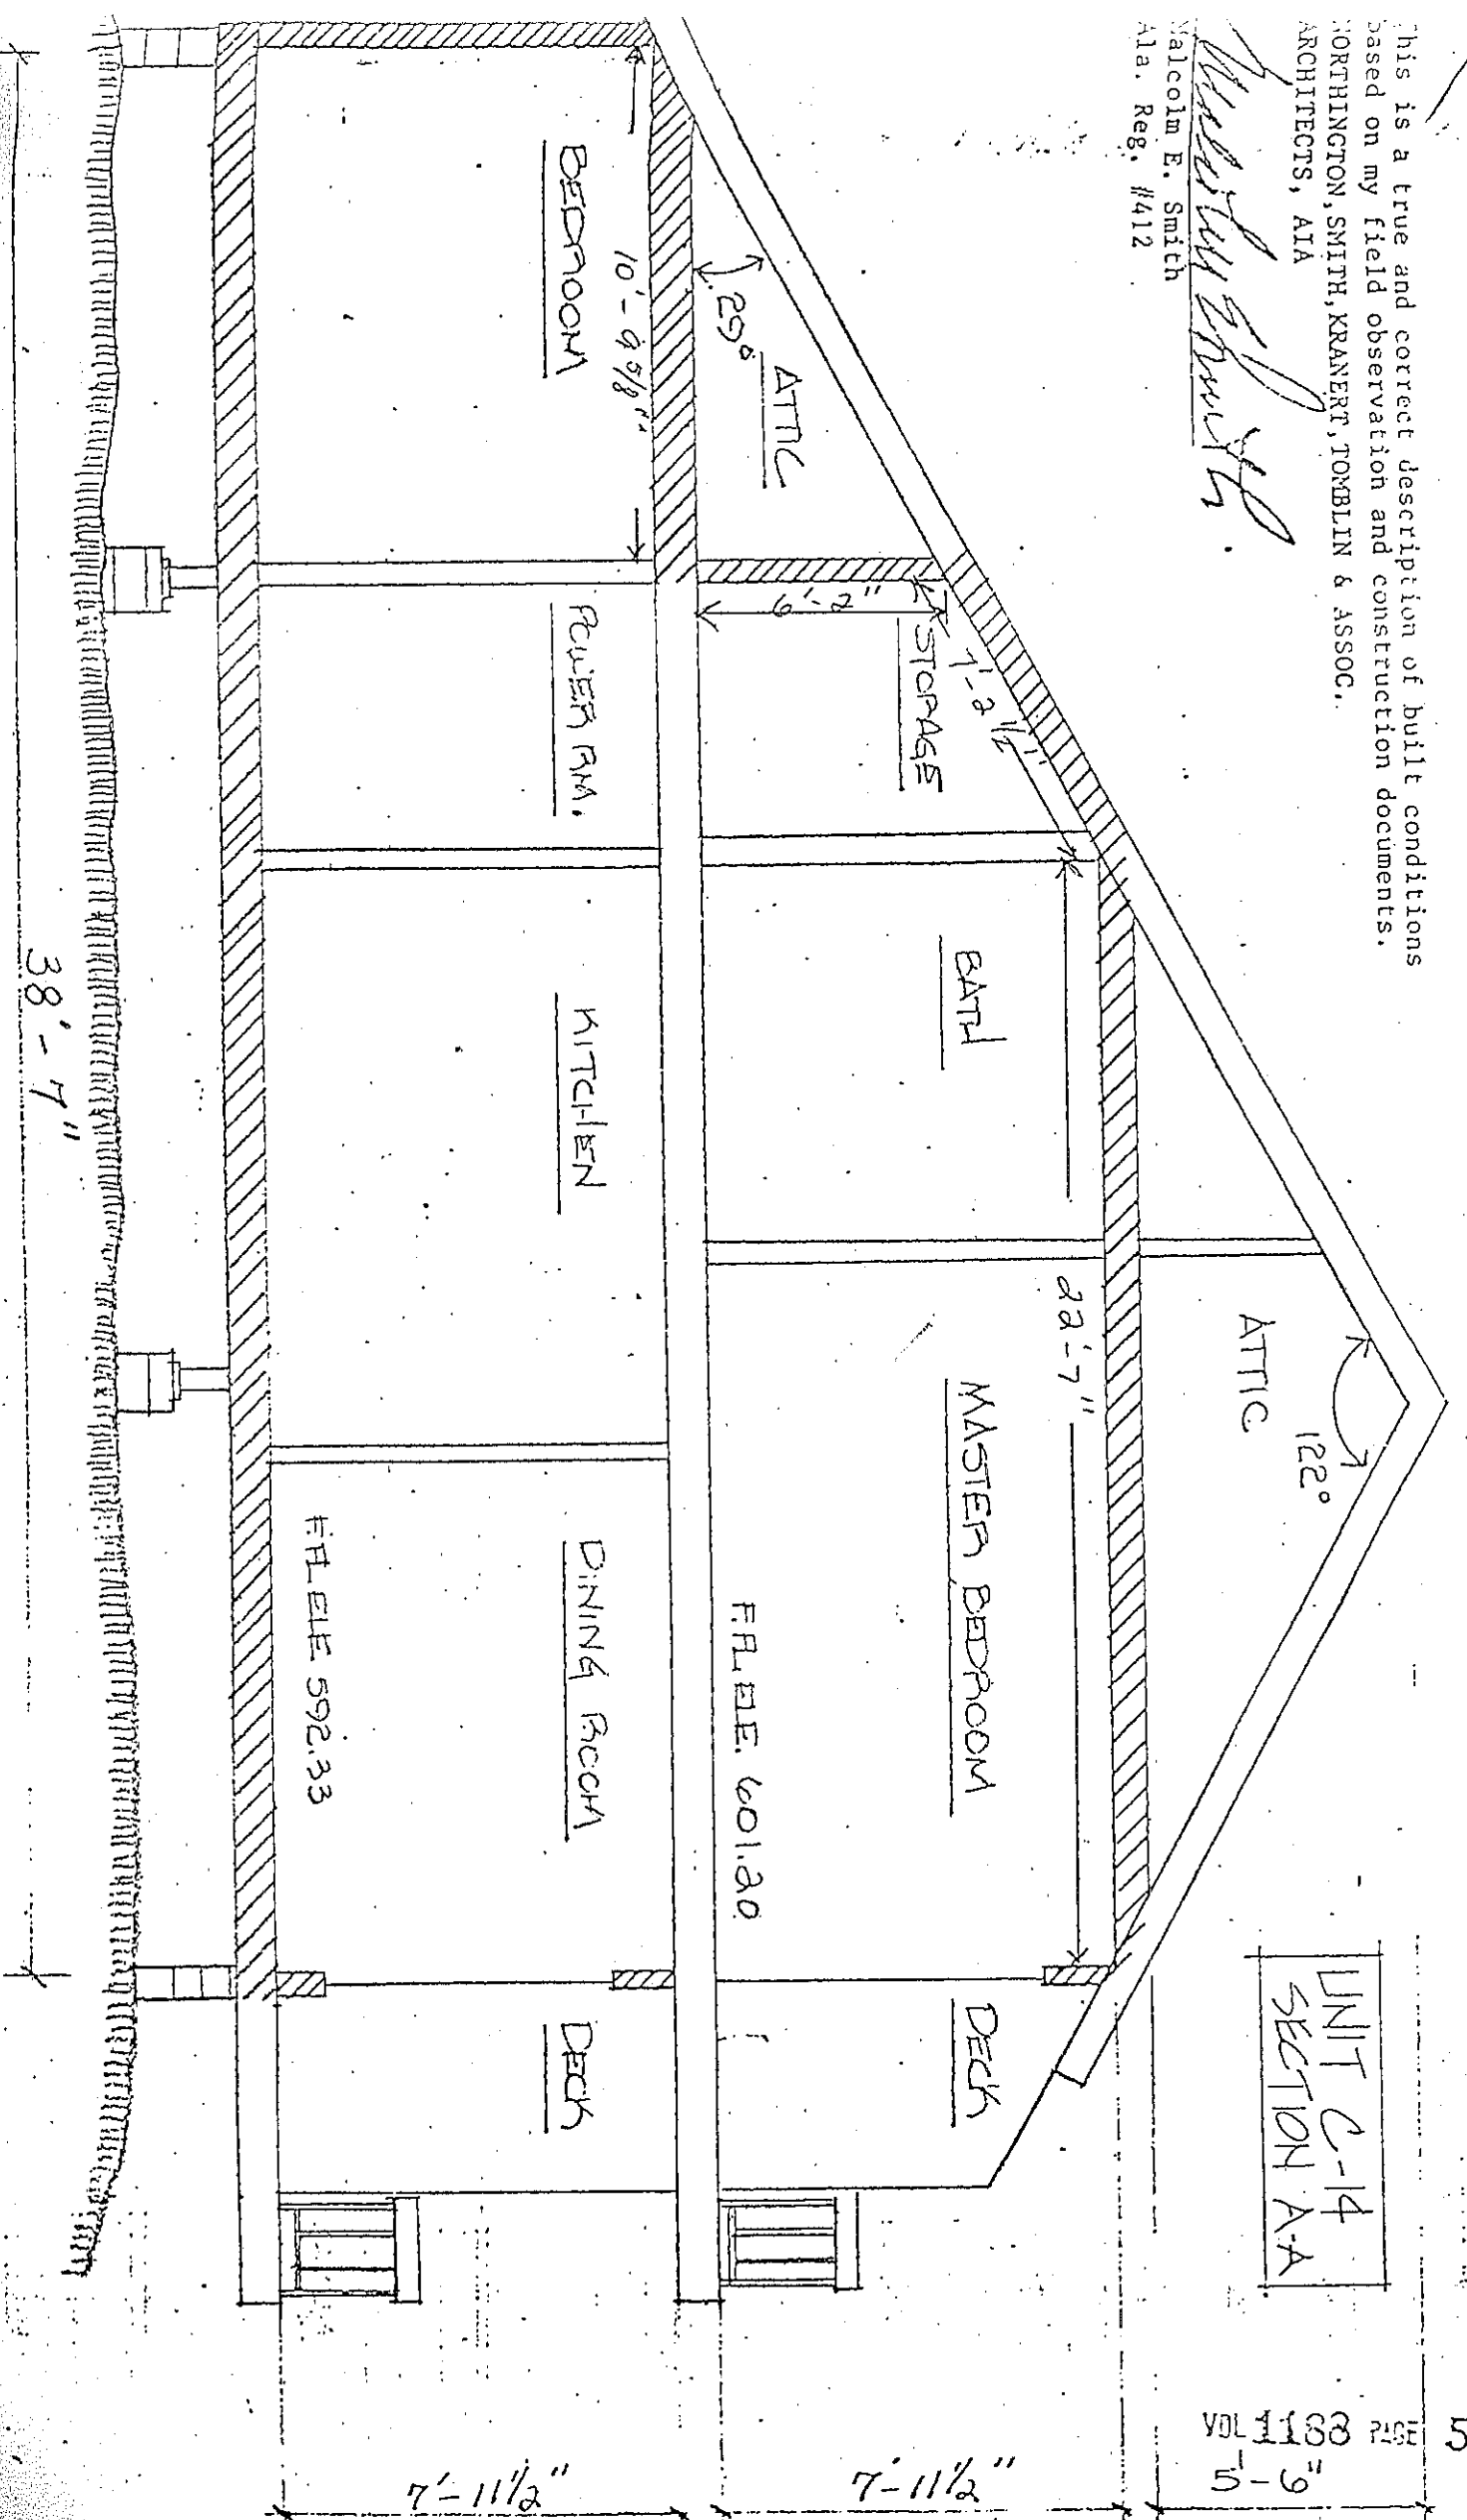 This is a true and correct description of built conditions
based on my field observation and construction documents.
NORTHINGTON, SMITH, KRANERT, TOMBLIN & ASSOC.
ARCHITECTS, AIA
Malcolm E. Smith
Ala. Reg. #412
UNIT C-14
SECTION A-A
ATTIC
122°
ATTIC
29°
STORAGE
6'-2"
7'-2 1/2"
BATH
22'-7"
MASTER BEDROOM
F.FL.ELE. 601.20
DECK
BEDROOM
10'-9 5/8"
POWER RM.
KITCHEN
DINING ROOM
F.FL.ELE 592.33
DECK
38'-7"
7'-11 1/2"
7'-11 1/2"
5'-6"
VOL 1188 PAGE 5